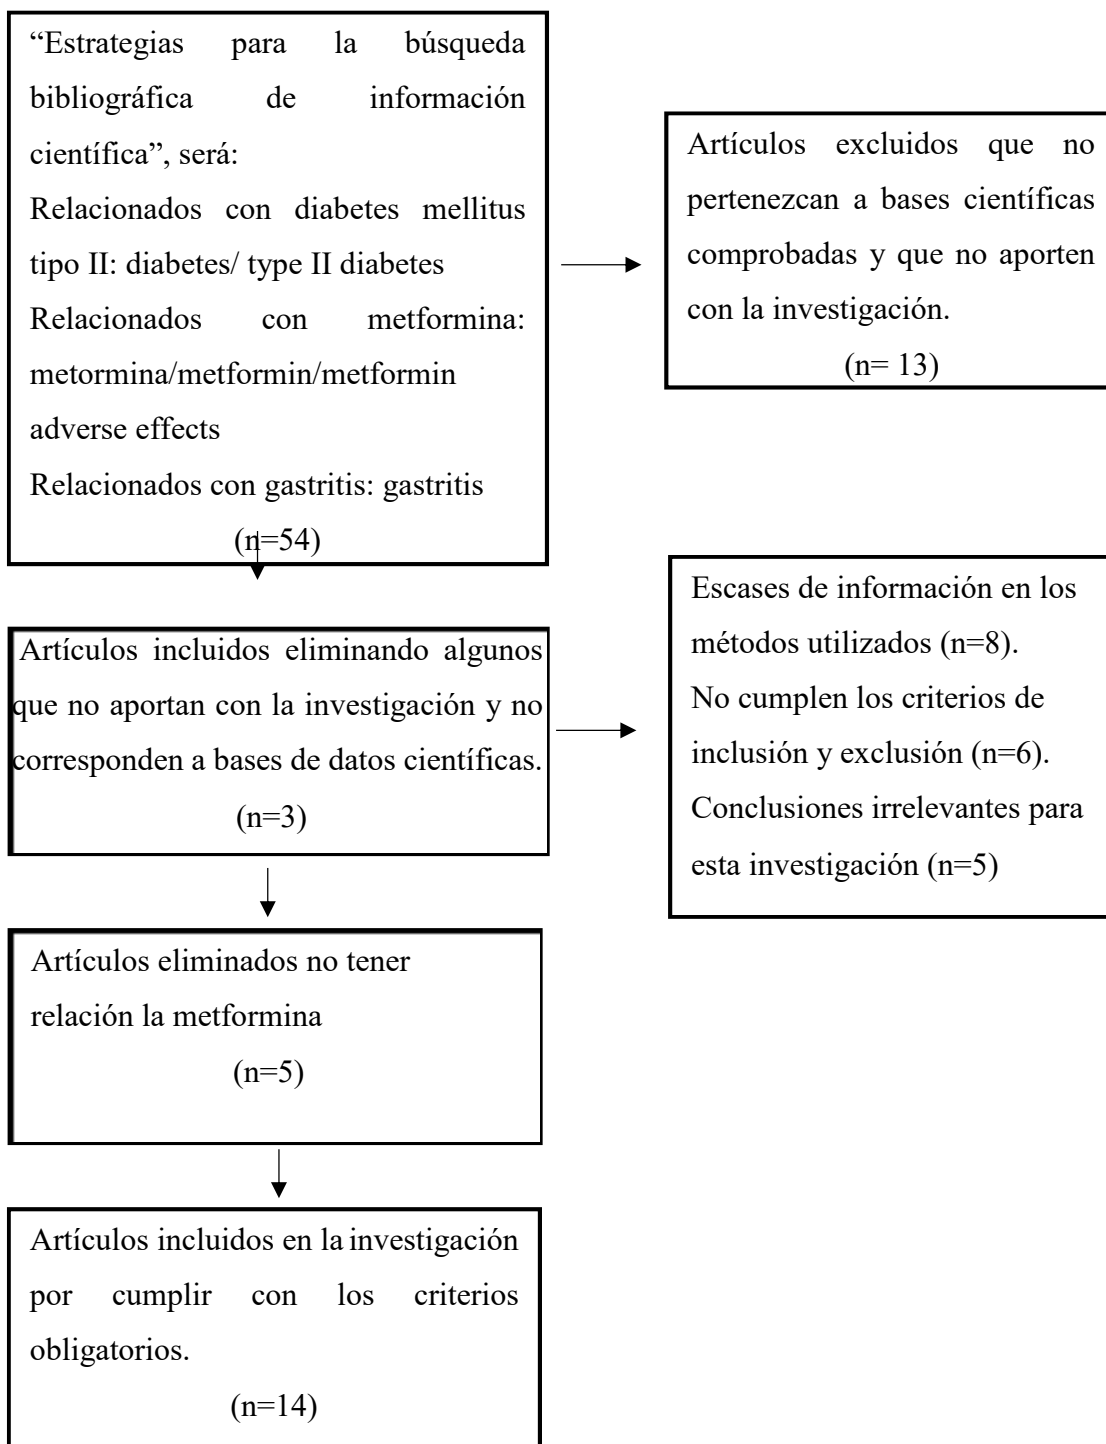 “Estrategias para la búsqueda
bibliográfica de información
científica”, será:
Relacionados con diabetes mellitus
tipo II: diabetes/ type II diabetes
Relacionados con metformina:
metormina/metformin/metformin
adverse effects
Relacionados con gastritis: gastritis
(n=54)
Artículos excluidos que no
pertenezcan a bases científicas
comprobadas y que no aporten
con la investigación.
(n= 13)
Artículos incluidos eliminando algunos
que no aportan con la investigación y no
corresponden a bases de datos científicas.
(n=3)
Escases de información en los
métodos utilizados (n=8).
No cumplen los criterios de
inclusión y exclusión (n=6).
Conclusiones irrelevantes para
esta investigación (n=5)
Artículos eliminados no tener
relación la metformina
(n=5)
Artículos incluidos en la investigación
por cumplir con los criterios
obligatorios.
(n=14)